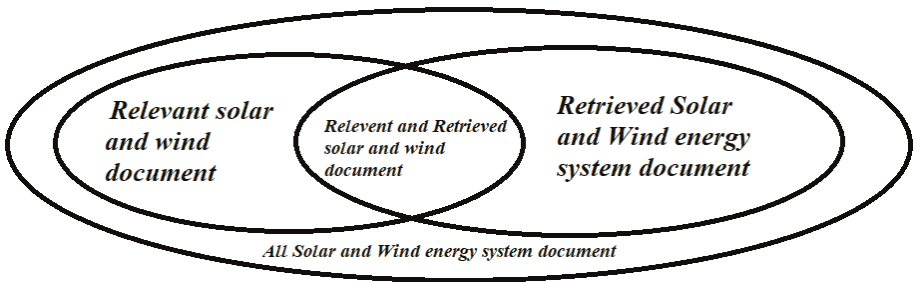 Relevant solar
and wind
document
Relevent and Retrieved
solar and wind
document
Retrieved Solar
and Wind energy
system document
All Solar and Wind energy system document